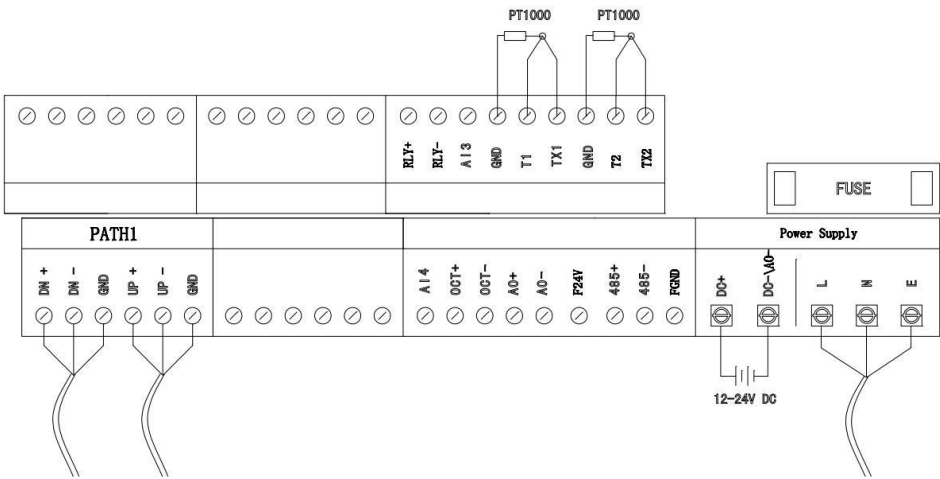 PT1000 PT1000
RLY+ RLY- AI3 GND T1 TX1 GND T2 TX2
FUSE
PATH1 Power Supply
DN + DN - GND UP + UP - GND AI4 OCT+ OCT- AO+ AO- F24V 485+ 485- FGND DC+ DC-\AO- L N E
12-24V DC